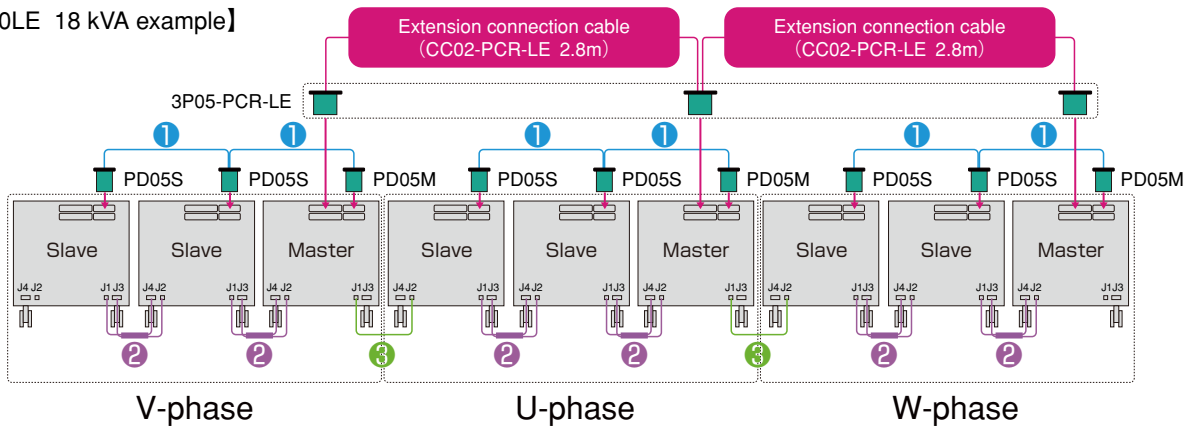 0LE 18 kVA example】
Extension connection cable
（CC02-PCR-LE 2.8m）
Extension connection cable
（CC02-PCR-LE 2.8m）
3P05-PCR-LE
1 1 1 1 1 1
PD05S PD05S PD05M PD05S PD05S PD05M PD05S PD05S PD05M
Slave Slave Master Slave Slave Master Slave Slave Master
J4 J2 J1 J3 J4 J2 J1 J3 J4 J2 J1 J3 J4 J2 J1 J3 J4 J2 J1 J3 J4 J2 J1 J3 J4 J2 J1 J3 J4 J2 J1 J3 J4 J2 J1 J3
2 2 3 2 2 3 2 2
V-phase U-phase W-phase